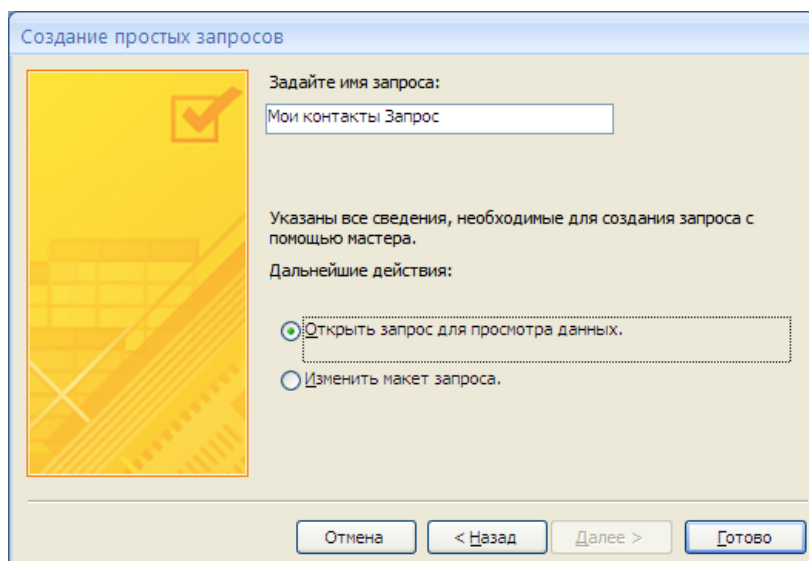 Создание простых запросов
Задайте имя запроса:
Мои контакты Запрос
Указаны все сведения, необходимые для создания запроса с
помощью мастера.
Дальнейшие действия:
Открыть запрос для просмотра данных.
Изменить макет запроса.
Отмена
< Назад
Далее >
Готово